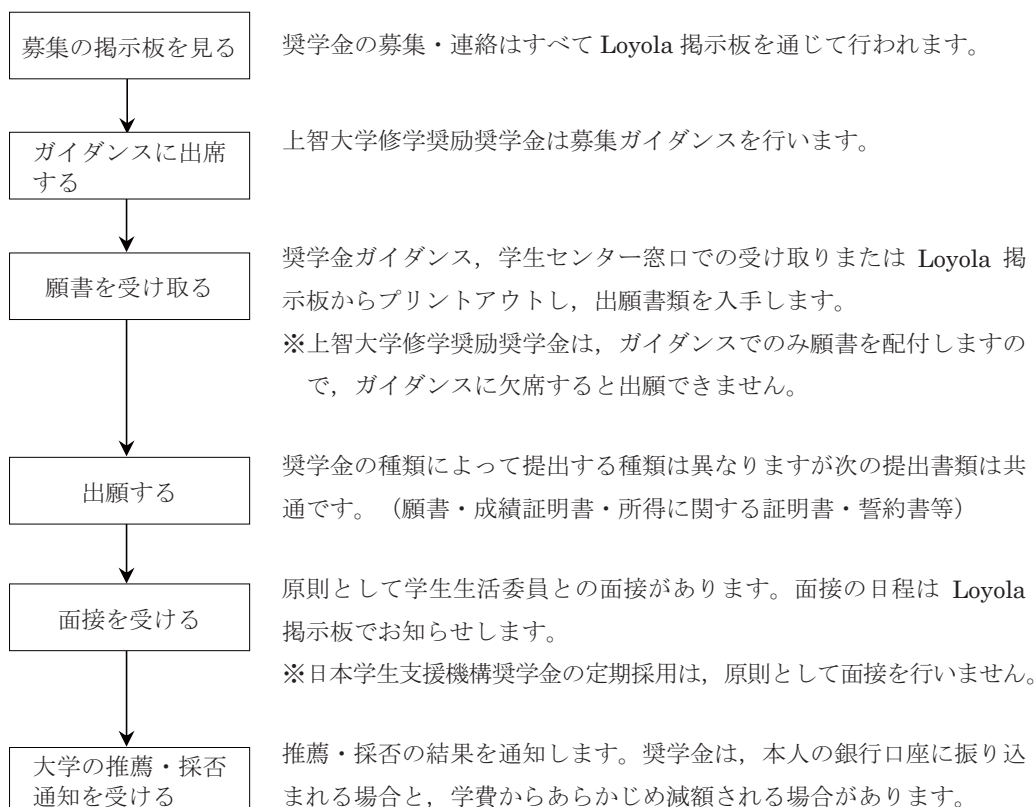 募集の掲示板を見る
奨学金の募集・連絡はすべて Loyola 掲示板を通じて行われます。
ガイダンスに出席
する
上智大学修学奨励奨学金は募集ガイダンスを行います。
願書を受け取る
奨学金ガイダンス，学生センター窓口での受け取りまたは Loyola 掲
示板からプリントアウトし，出願書類を入手します。
※上智大学修学奨励奨学金は，ガイダンスでのみ願書を配付しますの
で，ガイダンスに欠席すると出願できません。
出願する
奨学金の種類によって提出する種類は異なりますが次の提出書類は共
通です。（願書・成績証明書・所得に関する証明書・誓約書等）
面接を受ける
原則として学生生活委員との面接があります。面接の日程は Loyola
掲示板でお知らせします。
※日本学生支援機構奨学金の定期採用は，原則として面接を行いません。
大学の推薦・採否
通知を受ける
推薦・採否の結果を通知します。奨学金は，本人の銀行口座に振り込
まれる場合と，学費からあらかじめ減額される場合があります。